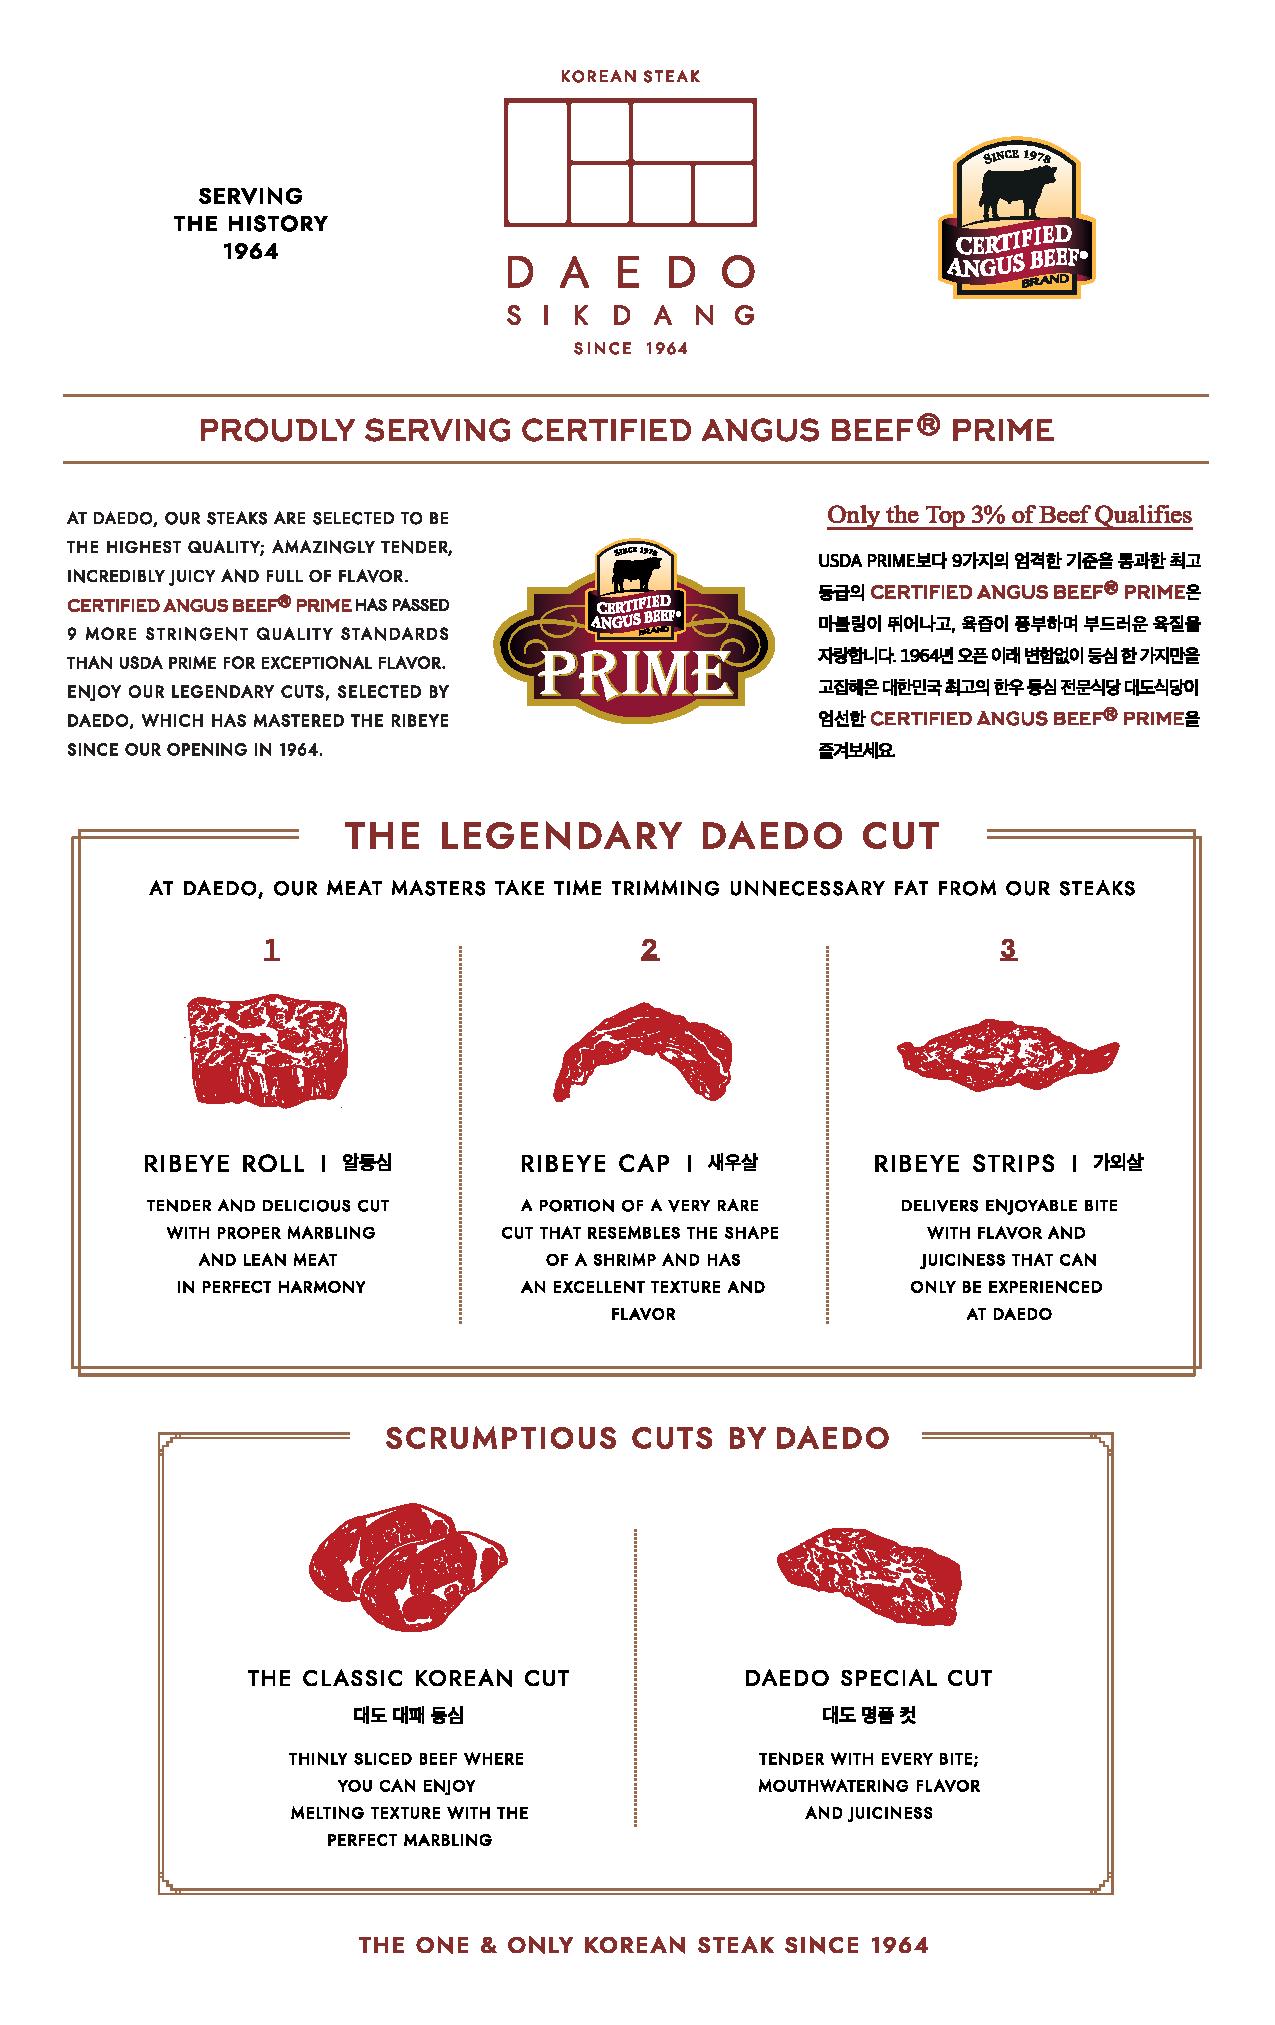 KOREAN STEAK
SERVING
THE HISTORY
1964
DAEDO
SIKDANG
SINCE 1964
SINCE 1978
CERTIFIED
ANGUS BEEF®
BRAND
PROUDLY SERVING CERTIFIED ANGUS BEEF® PRIME
AT DAEDO, OUR STEAKS ARE SELECTED TO BE
THE HIGHEST QUALITY; AMAZINGLY TENDER,
INCREDIBLY JUICY AND FULL OF FLAVOR.
CERTIFIED ANGUS BEEF® PRIME HAS PASSED
9 MORE STRINGENT QUALITY STANDARDS
THAN USDA PRIME FOR EXCEPTIONAL FLAVOR.
ENJOY OUR LEGENDARY CUTS, SELECTED BY
DAEDO, WHICH HAS MASTERED THE RIBEYE
SINCE OUR OPENING IN 1964.
SINCE 1978
CERTIFIED
ANGUS BEEF®
BRAND
PRIME
Only the Top 3% of Beef Qualifies
USDA PRIME보다 9가지의 엄격한 기준을 통과한 최고
등급의 CERTIFIED ANGUS BEEF® PRIME은
마블링이 뛰어나고, 육즙이 풍부하며 부드러운 육질을
자랑합니다. 1964년 오픈 이래 변함없이 등심 한 가지만을
고집해온 대한민국 최고의 한우 등심 전문식당 대도식당이
엄선한 CERTIFIED ANGUS BEEF® PRIME을
즐겨보세요.
THE LEGENDARY DAEDO CUT
AT DAEDO, OUR MEAT MASTERS TAKE TIME TRIMMING UNNECESSARY FAT FROM OUR STEAKS
1
RIBEYE ROLL | 알등심
TENDER AND DELICIOUS CUT
WITH PROPER MARBLING
AND LEAN MEAT
IN PERFECT HARMONY
2
RIBEYE CAP | 새우살
A PORTION OF A VERY RARE
CUT THAT RESEMBLES THE SHAPE
OF A SHRIMP AND HAS
AN EXCELLENT TEXTURE AND
FLAVOR
3
RIBEYE STRIPS | 가외살
DELIVERS ENJOYABLE BITE
WITH FLAVOR AND
JUICINESS THAT CAN
ONLY BE EXPERIENCED
AT DAEDO
SCRUMPTIOUS CUTS BY DAEDO
THE CLASSIC KOREAN CUT
대도 대패 등심
THINLY SLICED BEEF WHERE
YOU CAN ENJOY
MELTING TEXTURE WITH THE
PERFECT MARBLING
DAEDO SPECIAL CUT
대도 명품 컷
TENDER WITH EVERY BITE;
MOUTHWATERING FLAVOR
AND JUICINESS
THE ONE & ONLY KOREAN STEAK SINCE 1964